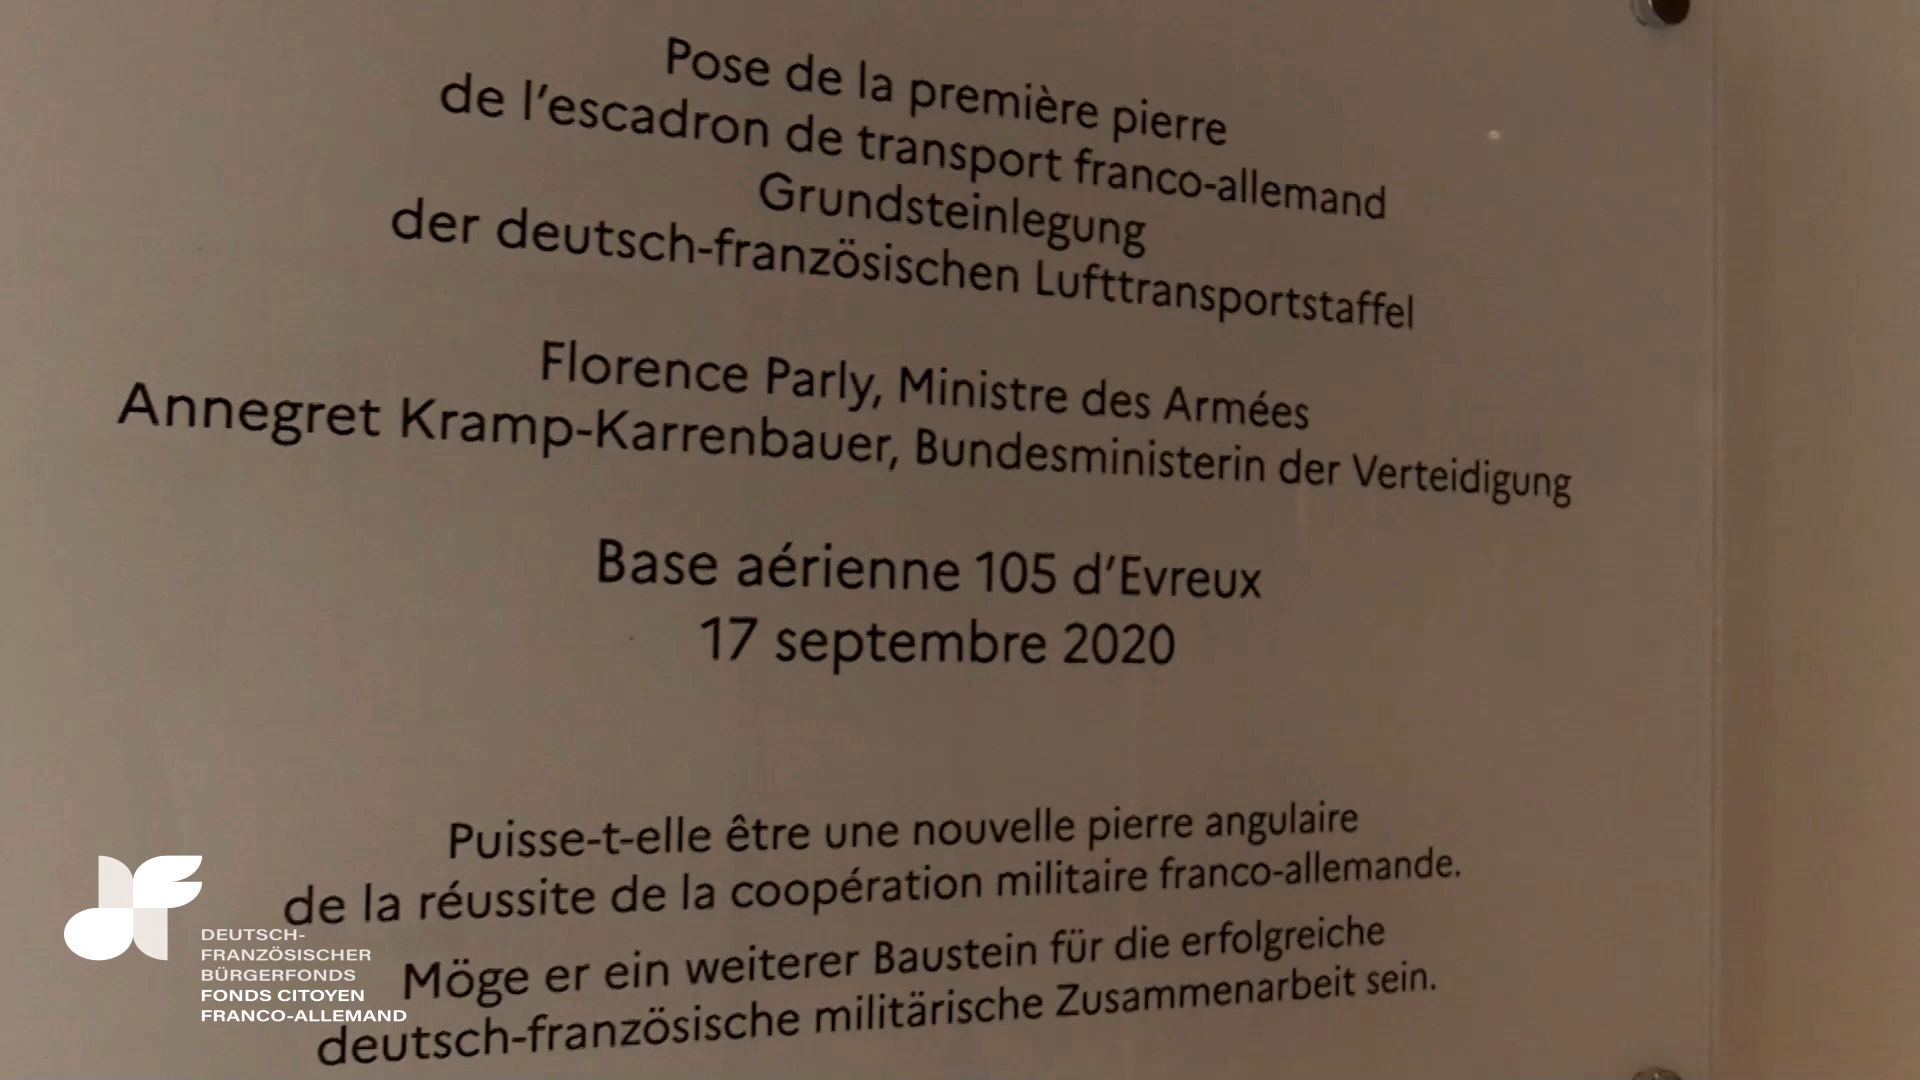 Pose de la première pierre
de l'escadron de transport franco-allemand
Grundsteinlegung
der deutsch-französischen Lufttransportstaffel
Florence Parly, Ministre des Armées
Annegret Kramp-Karrenbauer, Bundesministerin der Verteidigung
Base aérienne 105 d'Evreux
17 septembre 2020
Puisse-t-elle être une nouvelle pierre angulaire
de la réussite de la coopération militaire franco-allemande.
Möge er ein weiterer Baustein für die erfolgreiche
deutsch-französische militärische Zusammenarbeit sein.
DEUTSCH-
FRANZÖSISCHER
BÜRGERFONDS
FONDS CITOYEN
FRANCO-ALLEMAND